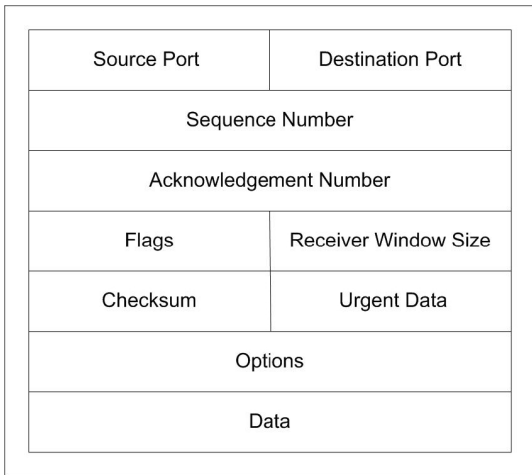 Source Port
Destination Port
Sequence Number
Acknowledgement Number
Flags
Receiver Window Size
Checksum
Urgent Data
Options
Data